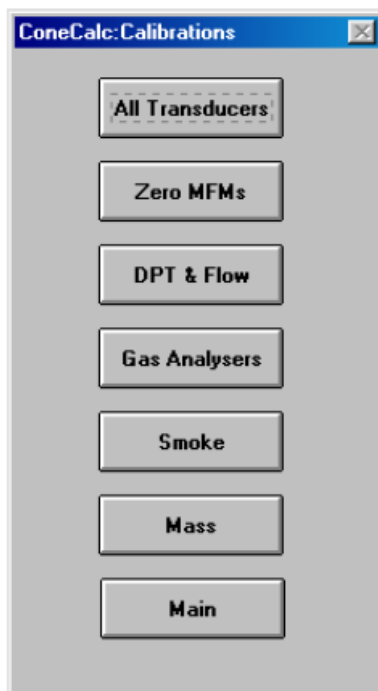 ConeCalc:Calibrations
All Transducers
Zero MFMs
DPT & Flow
Gas Analysers
Smoke
Mass
Main